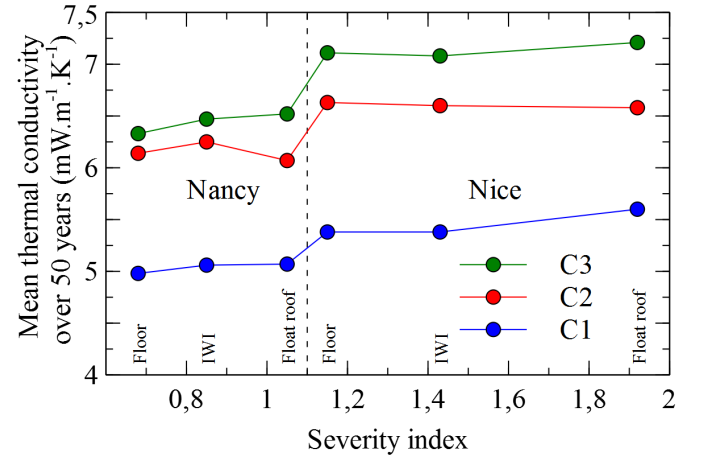 7,5
7
6
5
4
Mean thermal conductivity
over 50 years (mW.m⁻¹.K⁻¹)
Nancy
Nice
C3
C2
C1
Floor
IWI
Float roof
Floor
IWI
Float roof
0,8
1
1,2
1,4
1,6
1,8
2
Severity index